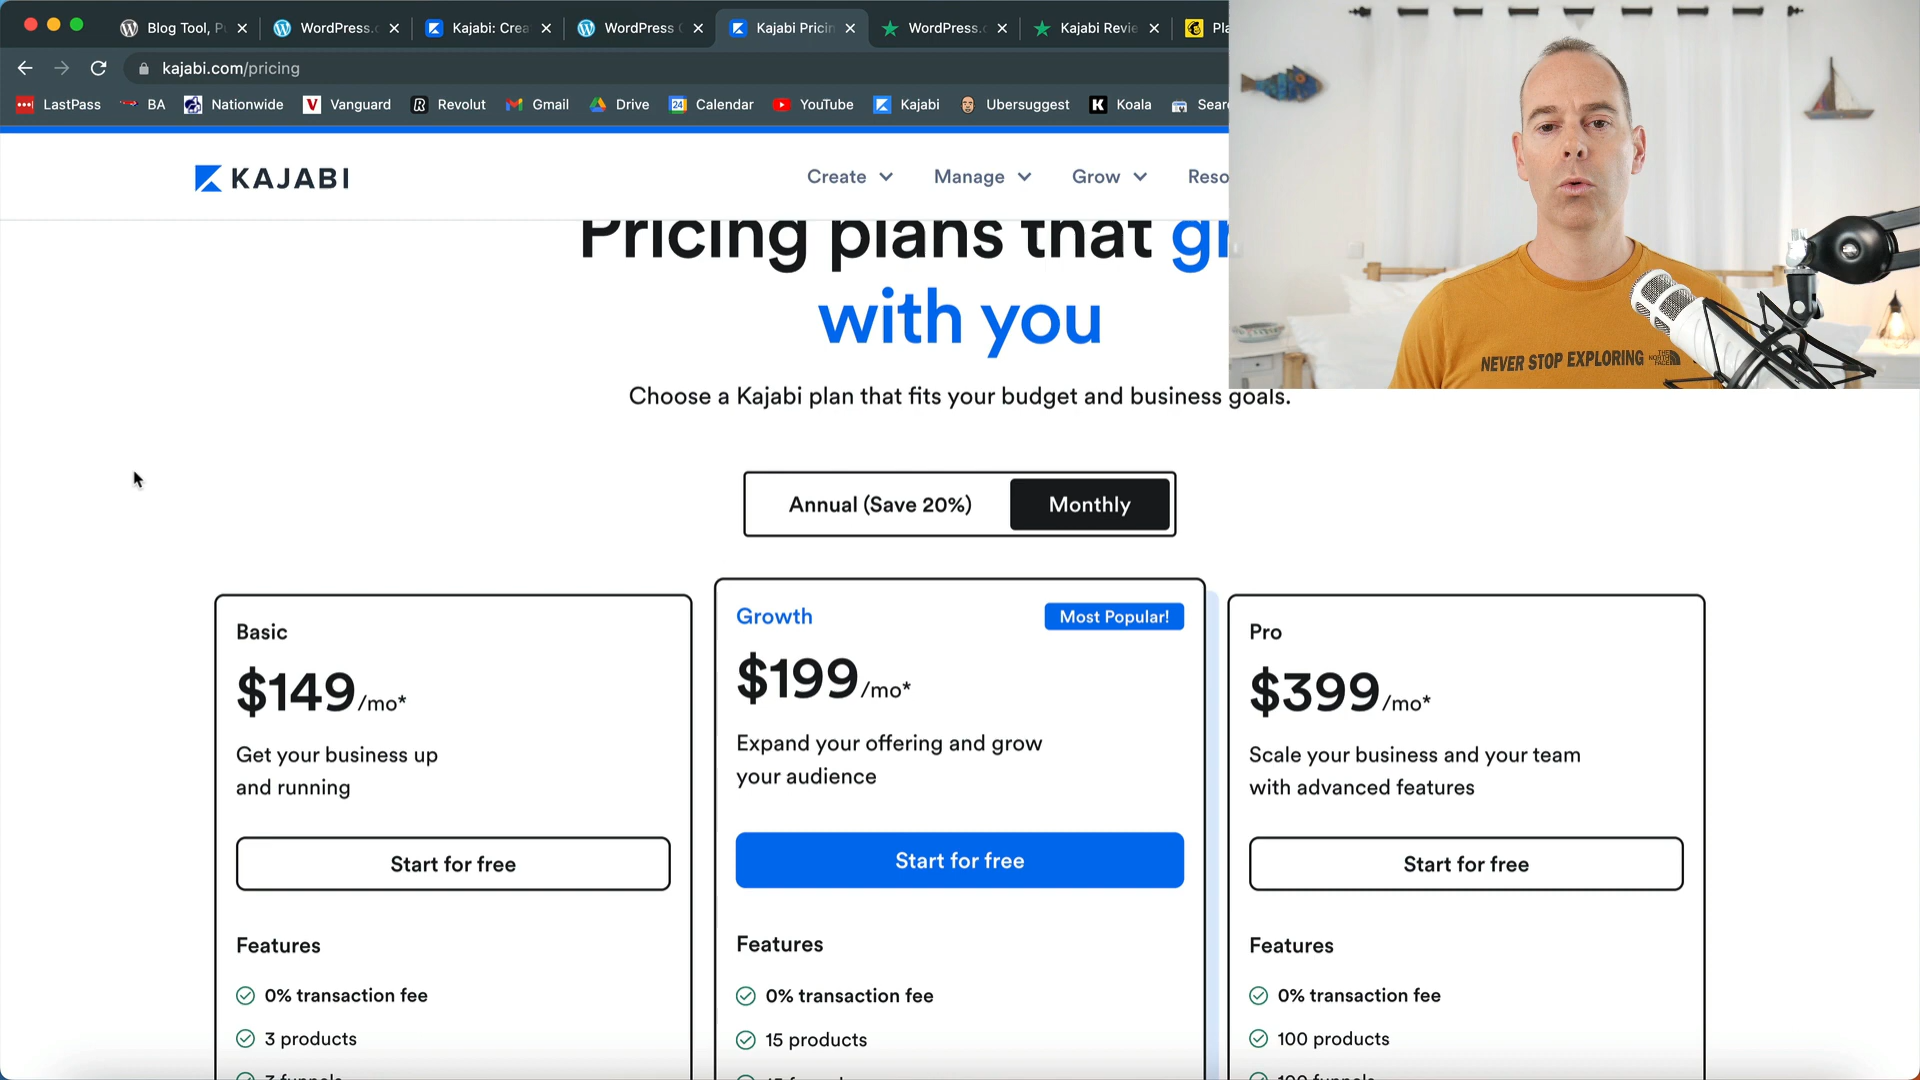 Blog Tool, P
WordPress.c
Kajabi: Crea
WordPress
Kajabi Pricin
WordPress.c
Kajabi Revie
Pla
kajabi.com/pricing
LastPass
BA
Nationwide
Vanguard
Revolut
Gmail
Drive
Calendar
YouTube
Kajabi
Ubersuggest
Koala
Sear
KAJABI
Create
Manage
Grow
Reso
Pricing plans that gr
with you
Choose a Kajabi plan that fits your budget and business goals.
NEVER STOP EXPLORING THE NORTH FACE
Annual (Save 20%)
Monthly
Basic
$149/mo*
Get your business up
and running
Start for free
Features
0% transaction fee
3 products
Growth
Most Popular!
$199/mo*
Expand your offering and grow
your audience
Start for free
Features
0% transaction fee
15 products
Pro
$399/mo*
Scale your business and your team
with advanced features
Start for free
Features
0% transaction fee
100 products